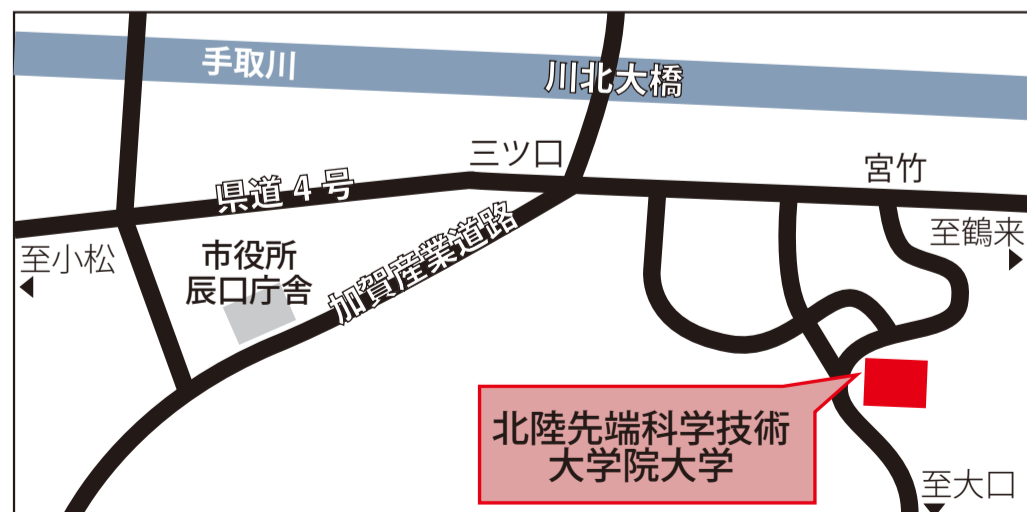 手取川
川北大橋
三ツ口
宮竹
県道4号
至鶴来
市役所
辰口庁舎
至小松
加賀産業道路
北陸先端科学技術
大学院大学
至大口